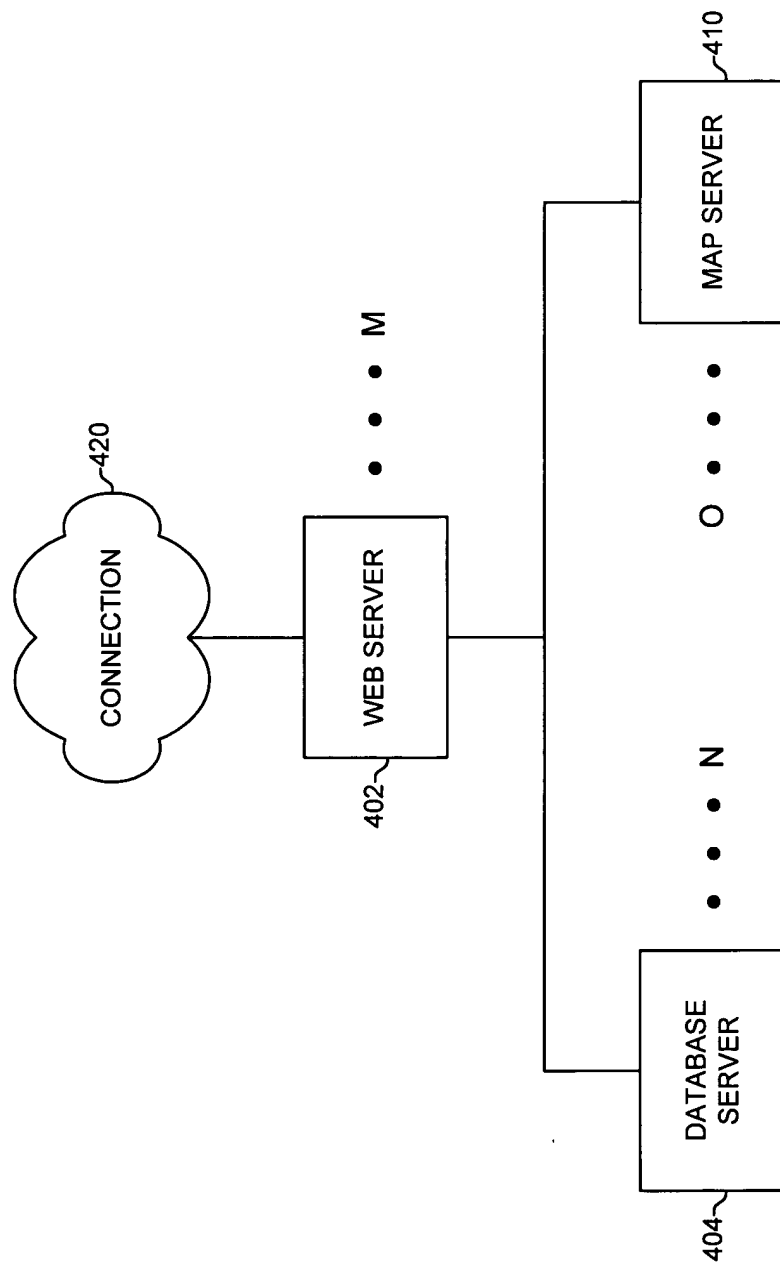 CONNECTION
420
WEB SERVER
402
• • • M
DATABASE
SERVER
404
• • • N
O • • •
MAP SERVER
410